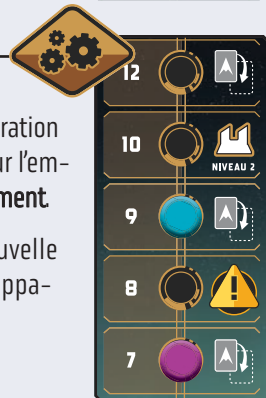 12
ration
ur l'em-
10
NIVEAU 2
ment.
9
uvelle
ppa-
8
7